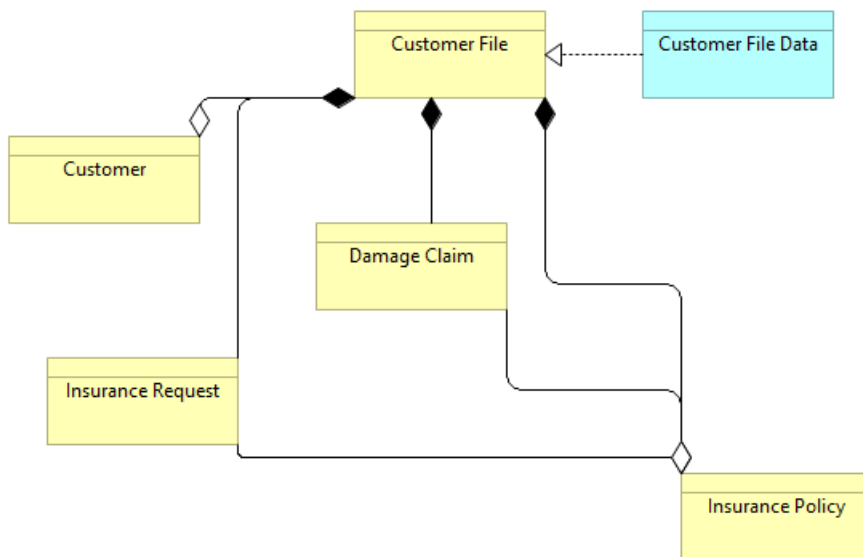 Customer File
Customer File Data
Customer
Damage Claim
Insurance Request
Insurance Policy